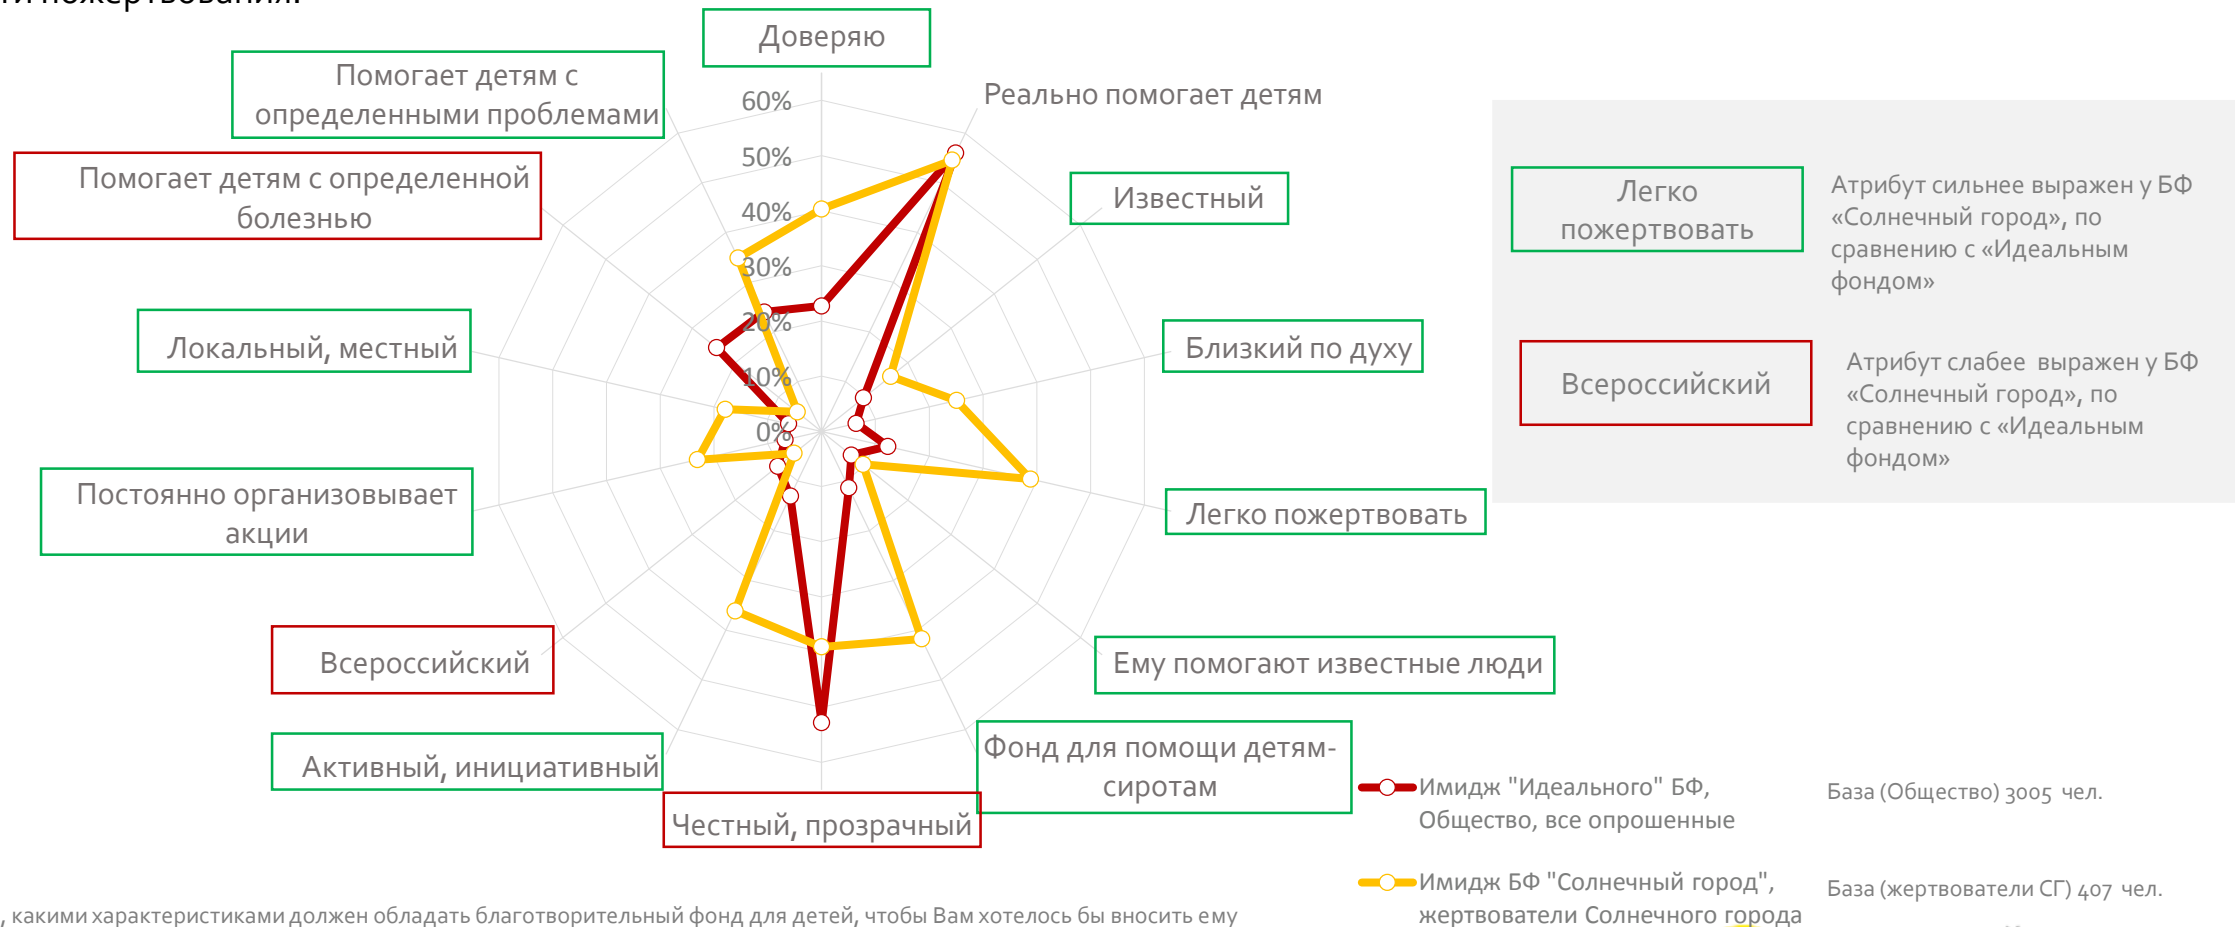 ти пожертвования.
Доверяю
Помогает детям с
определенными проблемами
Реально помогает детям
60%
50%
40%
30%
20%
10%
0%
Помогает детям с определенной
болезнью
Известный
Локальный, местный
Близкий по духу
Постоянно организовывает
акции
Легко пожертвовать
Всероссийский
Ему помогают известные люди
Активный, инициативный
Фонд для помощи детям-
сиротам
Честный, прозрачный
Легко
пожертвовать
Атрибут сильнее выражен у БФ
«Солнечный город», по
сравнению с «Идеальным
фондом»
Всероссийский
Атрибут слабее выражен у БФ
«Солнечный город», по
сравнению с «Идеальным
фондом»
Имидж "Идеального" БФ,
Общество, все опрошенные
База (Общество) 3005 чел.
Имидж БФ "Солнечный город",
жертвователи Солнечного города
База (жертвователи СГ) 407 чел.
, какими характеристиками должен обладать благотворительный фонд для детей, чтобы Вам хотелось бы вносить ему